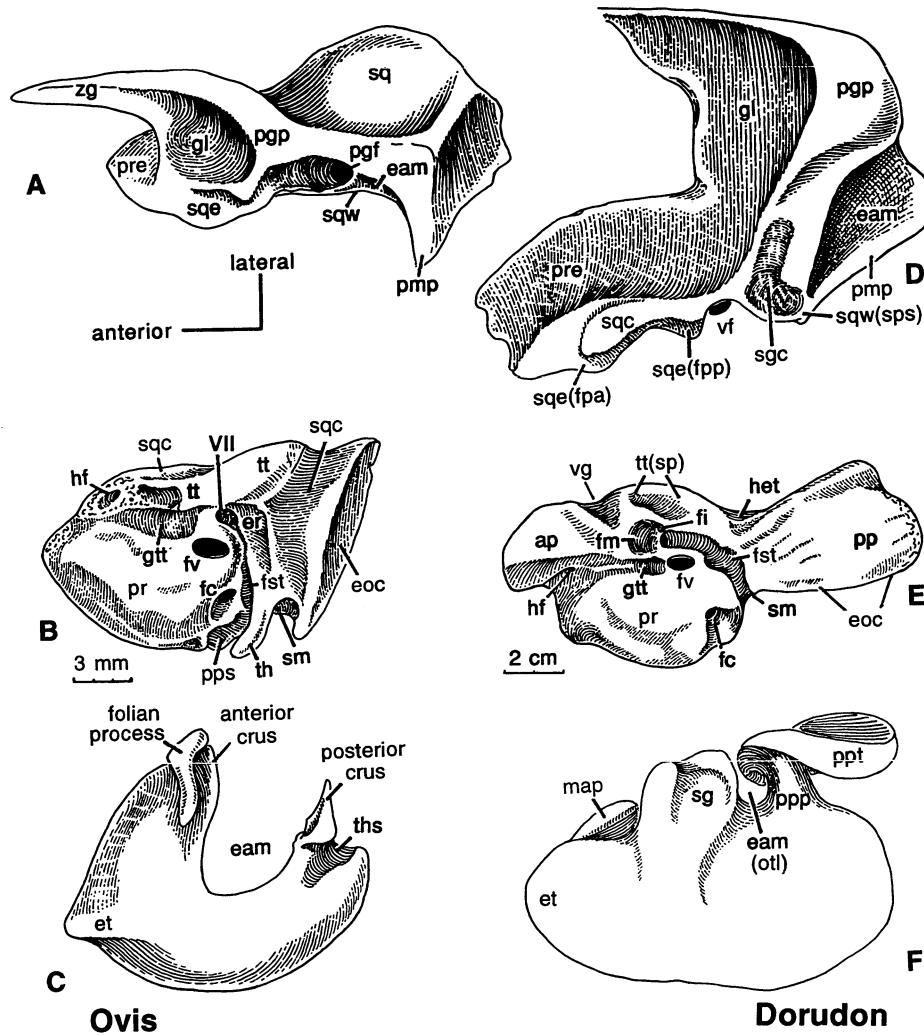 zg
sq
gl
pgp
pre
pgf
eam
sqe
sqw
A
pmp
lateral
anterior
gl
pgp
eam
pre
D
pmp
sqc
vf
sqw(sps)
sgc
sqe(fpp)
sqe(fpa)
sqc
VII
sqc
hf
tt
tt
er
gtt
fv
fst
pr
fc
eoc
B
pps
th
sm
3 mm
vg
tt(sp)
het
ap
fm
fi
pp
fst
gtt
fv
hf
sm
E
pr
eoc
fc
2 cm
folian
process
anterior
crus
posterior
crus
ths
eam
et
C
Ovis
ppt
map
sg
ppp
eam
(otl)
et
F
Dorudon